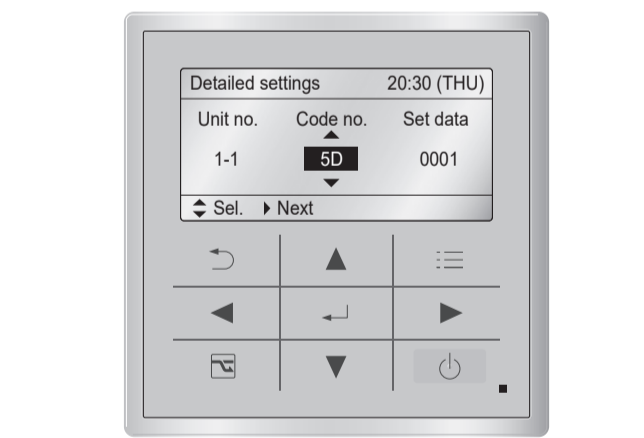 Detailed settings 20:30 (THU)
Unit no. Code no. Set data
1-1 5D 0001
Sel. Next